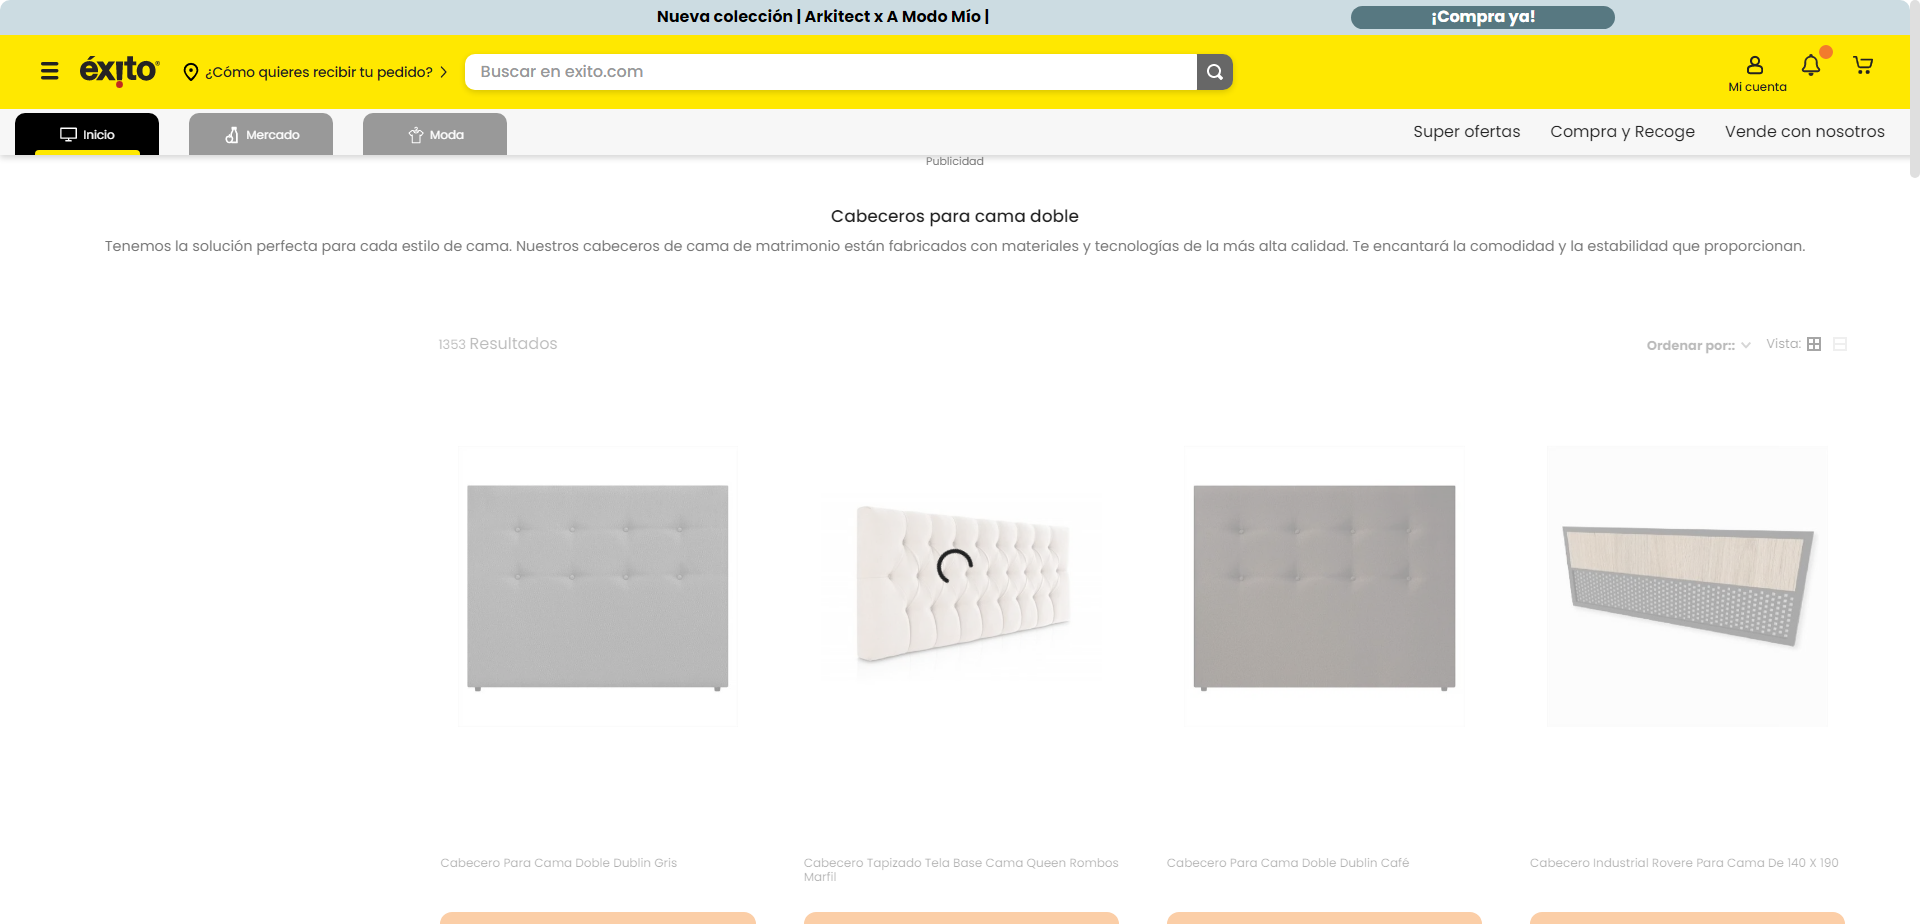 Nueva colección | Arkitect x A Modo Mío |
¡Compra ya!
éxito
¿Cómo quieres recibir tu pedido?
Buscar en exito.com
Mi cuenta
Inicio
Mercado
Moda
Super ofertas
Compra y Recoge
Vende con nosotros
Publicidad
Cabeceros para cama doble
Tenemos la solución perfecta para cada estilo de cama. Nuestros cabeceros de cama de matrimonio están fabricados con materiales y tecnologías de la más alta calidad. Te encantará la comodidad y la estabilidad que proporcionan.
1353 Resultados
Ordenar por::
Vista:
Cabecero Para Cama Doble Dublin Gris
Cabecero Tapizado Tela Base Cama Queen Rombos
Marfil
Cabecero Para Cama Doble Dublin Café
Cabecero Industrial Rovere Para Cama De 140 X 190